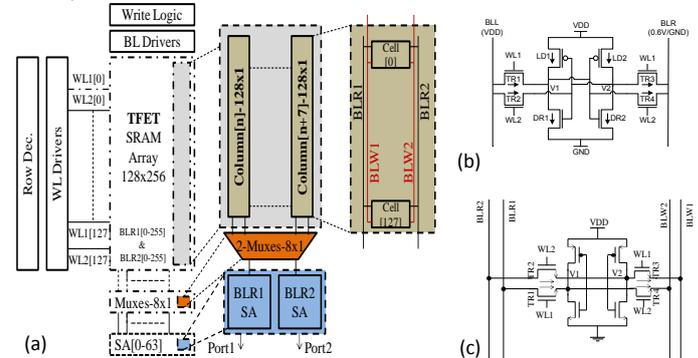 Write Logic
BL Drivers
Row Dec.
WL Drivers
WL1[0]
WL2[0]
WL1[127]
WL2[127]
TFET
SRAM
Array
128x256
BLR1[0-255]
&
BLR2[0-255]
Muxes-8x1
SA[0-63]
Column[n]-128x1
Column[n+7]-128x1
2-Muxes-8x1
BLR1
SA
BLR2
SA
Port1
Port2
BLR1
BLW1
BLW2
BLR2
Cell
[0]
Cell
[127]
(a)
BLL
(VDD)
VDD
BLR
(0.6V/GND)
WL1
LD1
LD2
WL1
TR1
TR2
V1
V2
TR3
TR4
WL2
DR1
DR2
WL2
GND
(b)
BLR2
BLR1
VDD
BLW2
BLW1
WL2
WL1
TR2
V1
V2
TR3
TR1
TR4
WL1
WL2
(c)